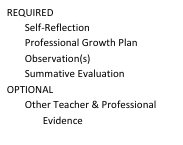 REQUIRED
Self-Reflection
Professional Growth Plan
Observation(s)
Summative Evaluation
OPTIONAL
Other Teacher & Professional
Evidence